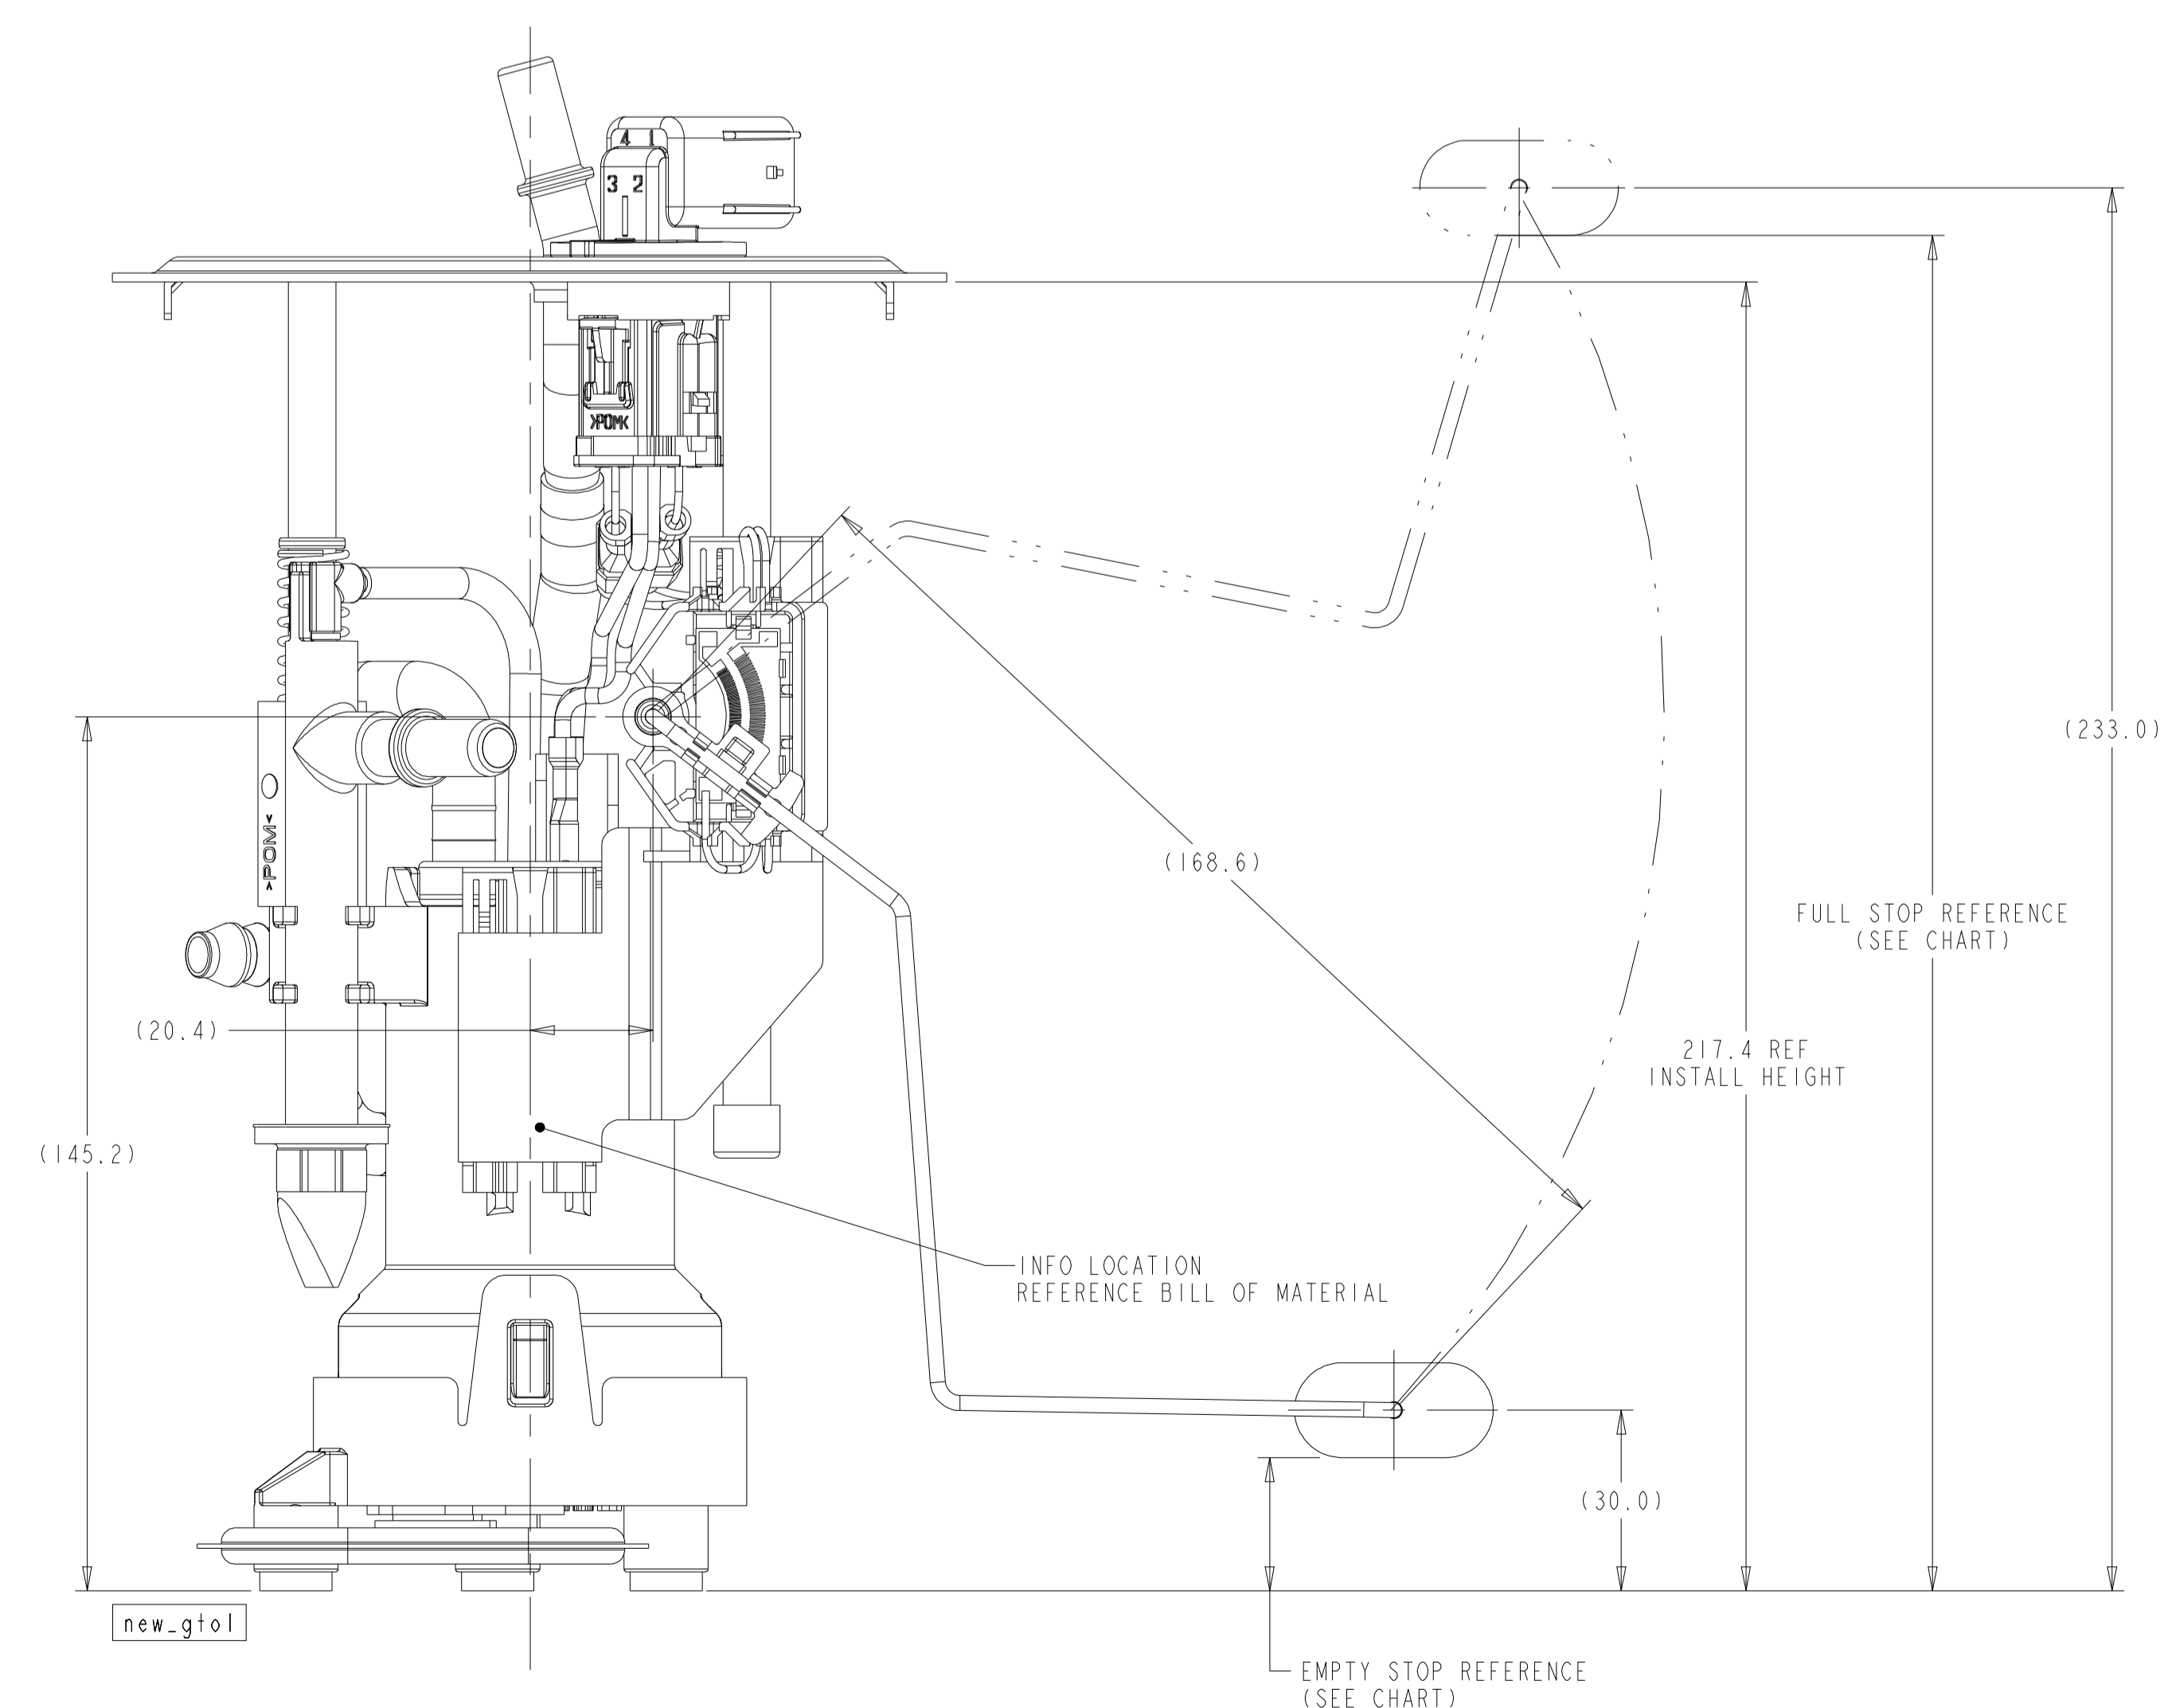 4 1
3 2
>POM<
(233.0)
(168.6)
FULL STOP REFERENCE
(SEE CHART)
>POM<
(20.4)
217.4 REF
INSTALL HEIGHT
(145.2)
INFO LOCATION
REFERENCE BILL OF MATERIAL
(30.0)
new_gtol
EMPTY STOP REFERENCE
(SEE CHART)